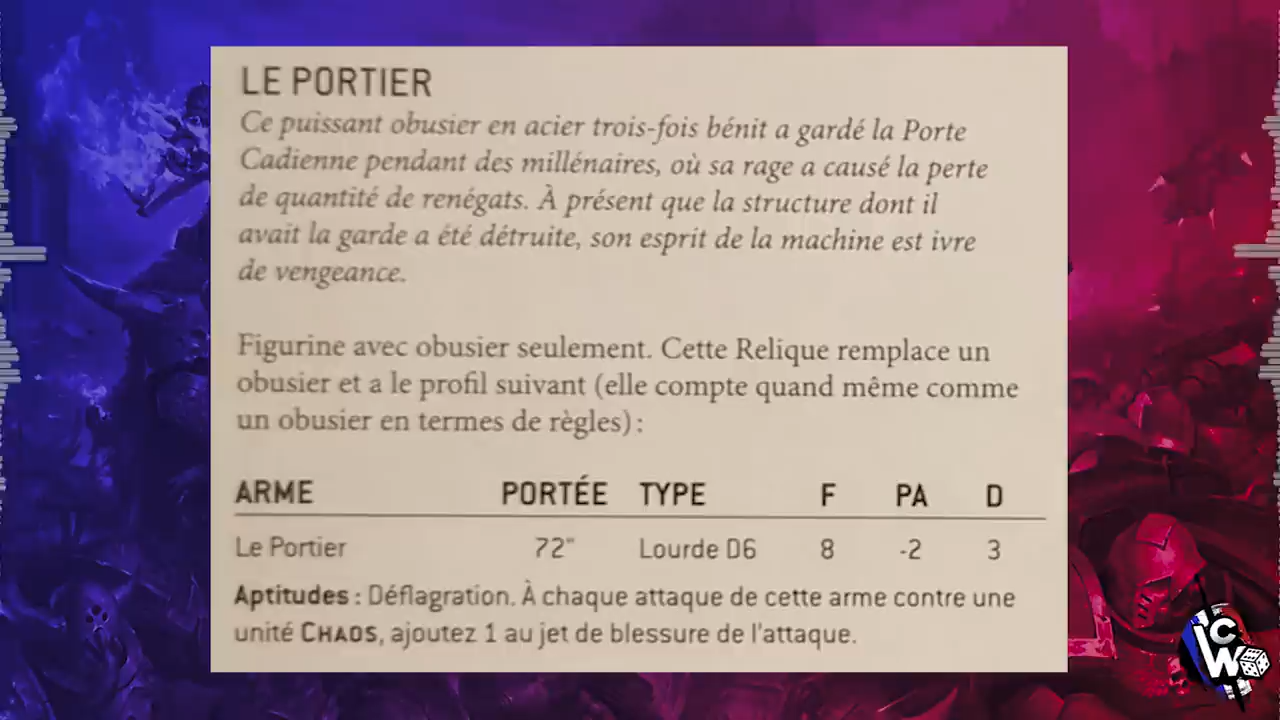 LE PORTIER
Ce puissant obusier en acier trois-fois bénit a gardé la Porte
Cadienne pendant des millénaires, où sa rage a causé la perte
de quantité de renégats. À présent que la structure dont il
avait la garde a été détruite, son esprit de la machine est ivre
de vengeance.
Figurine avec obusier seulement. Cette Relique remplace un
obusier et a le profil suivant (elle compte quand même comme
un obusier en termes de règles) :
ARME PORTÉE TYPE F PA D
Le Portier 72" Lourde D6 8 -2 3
Aptitudes : Déflagration. À chaque attaque de cette arme contre une
unité CHAOS, ajoutez 1 au jet de blessure de l'attaque.
ICW